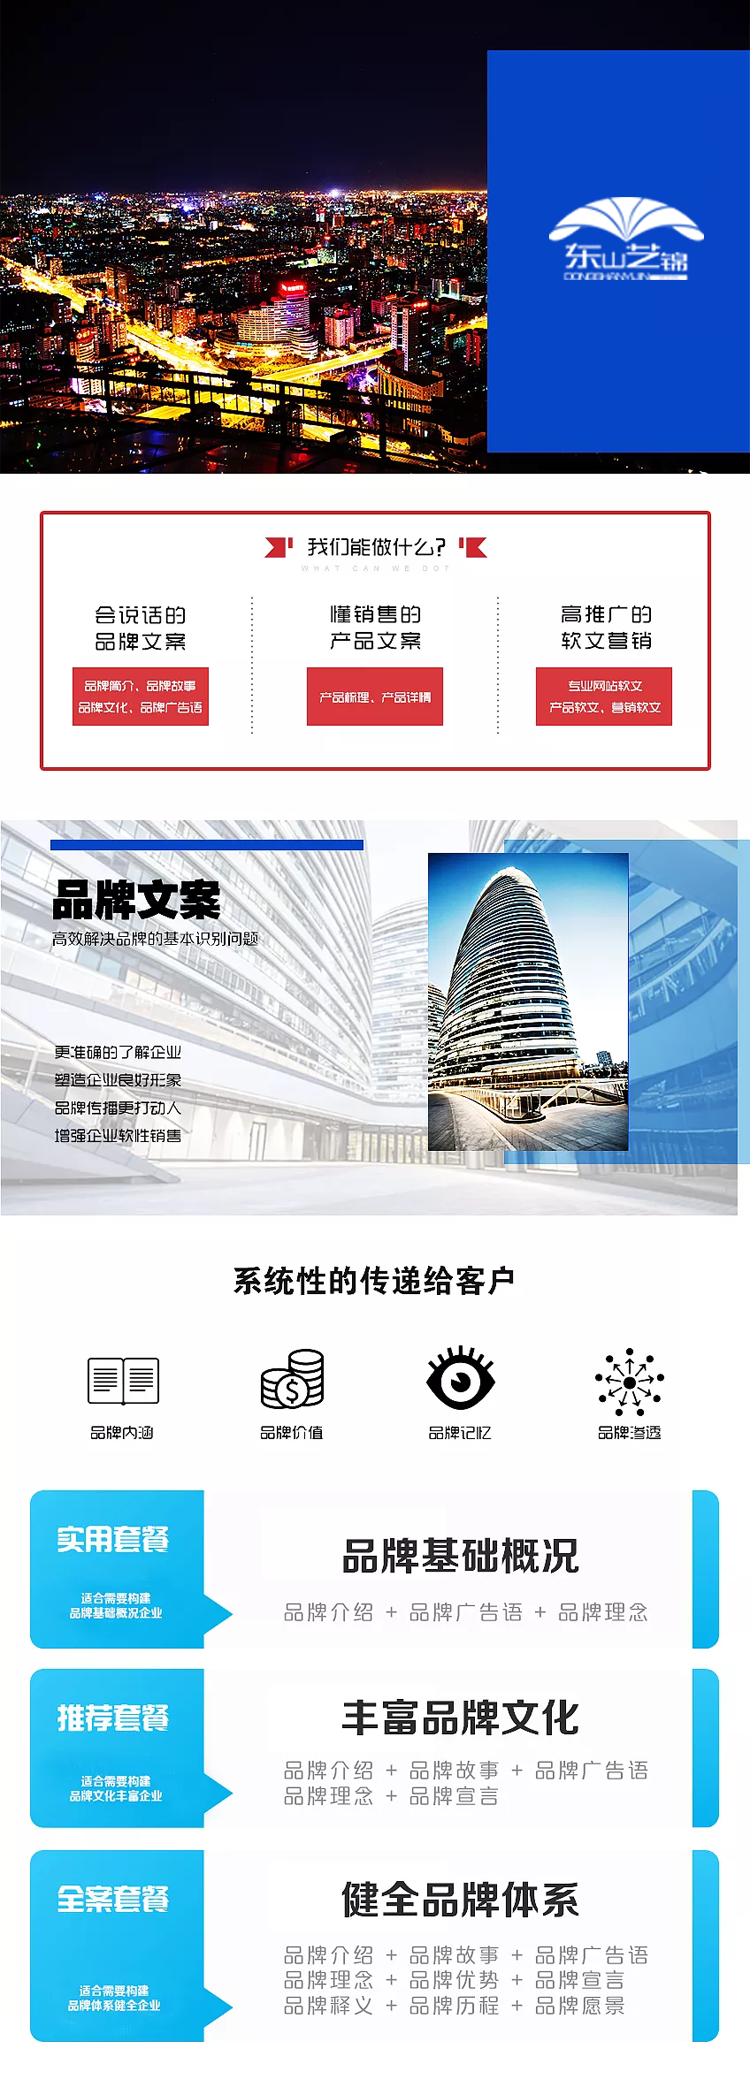 东山艺锦
我们能做什么?
WHAT CAN WE DO?
会说话的
品牌文案
品牌简介、品牌故事
品牌文化、品牌广告语
懂销售的
产品文案
产品梳理、产品详情
高推广的
软文营销
专业网站软文
产品软文、营销软文
品牌文案
高效解决品牌的基本识别问题
更准确的了解企业
塑造企业良好形象
品牌传播更打动人
增强企业软性销售
系统性的传递给客户
品牌内涵
品牌价值
品牌记忆
品牌渗透
实用套餐
适合需要构建
品牌基础概况企业
品牌基础概况
品牌介绍 + 品牌广告语 + 品牌理念
推荐套餐
适合需要构建
品牌文化丰富企业
丰富品牌文化
品牌介绍 + 品牌故事 + 品牌广告语
品牌理念 + 品牌宣言
全案套餐
适合需要构建
品牌体系健全企业
健全品牌体系
品牌介绍 + 品牌故事 + 品牌广告语
品牌理念 + 品牌优势 + 品牌宣言
品牌释义 + 品牌历程 + 品牌愿景